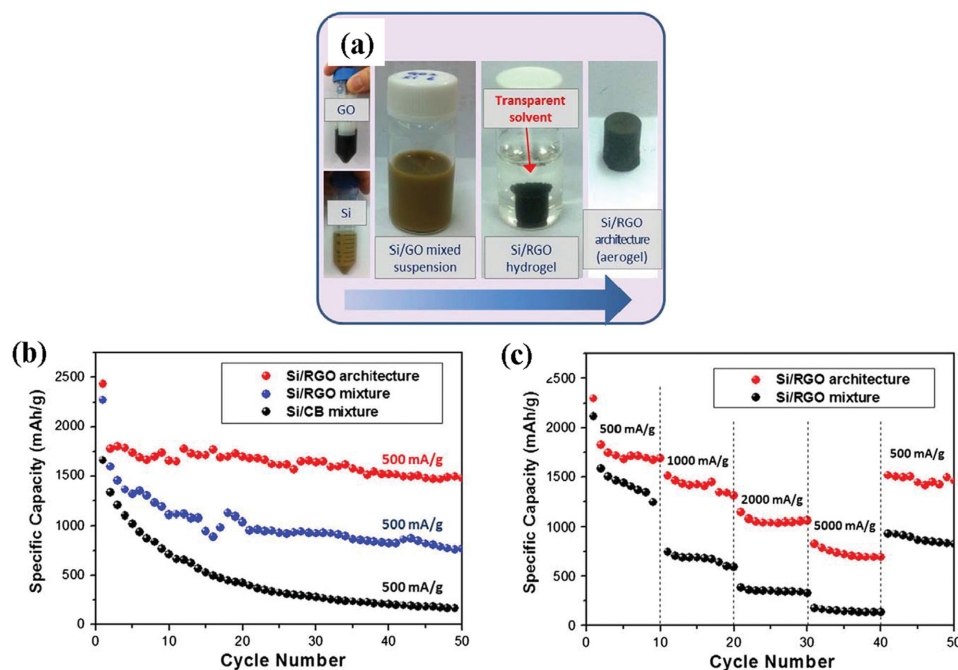 (a)
GO
Si
Si/GO mixed
suspension
Transparent
solvent
Si/RGO
hydrogel
Si/RGO
architecture
(aerogel)
(b)
Specific Capacity (mAh/g)
2500
2000
1500
1000
500
0
Si/RGO architecture
Si/RGO mixture
Si/CB mixture
500 mA/g
500 mA/g
500 mA/g
0 10 20 30 40 50
Cycle Number
(c)
Specific Capacity (mAh/g)
2500
2000
1500
1000
500
0
Si/RGO architecture
Si/RGO mixture
500 mA/g
1000 mA/g
2000 mA/g
5000 mA/g
500 mA/g
0 10 20 30 40 50
Cycle Number